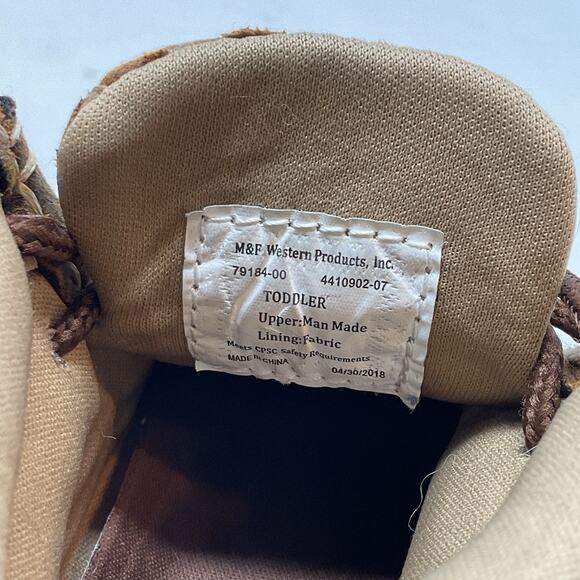 M&F Western Products, Inc.
79184-00 4410902-07
TODDLER
Upper:Man Made
Lining:Fabric
Meets CPSC Safety Requirements
MADE IN CHINA 04/30/2018